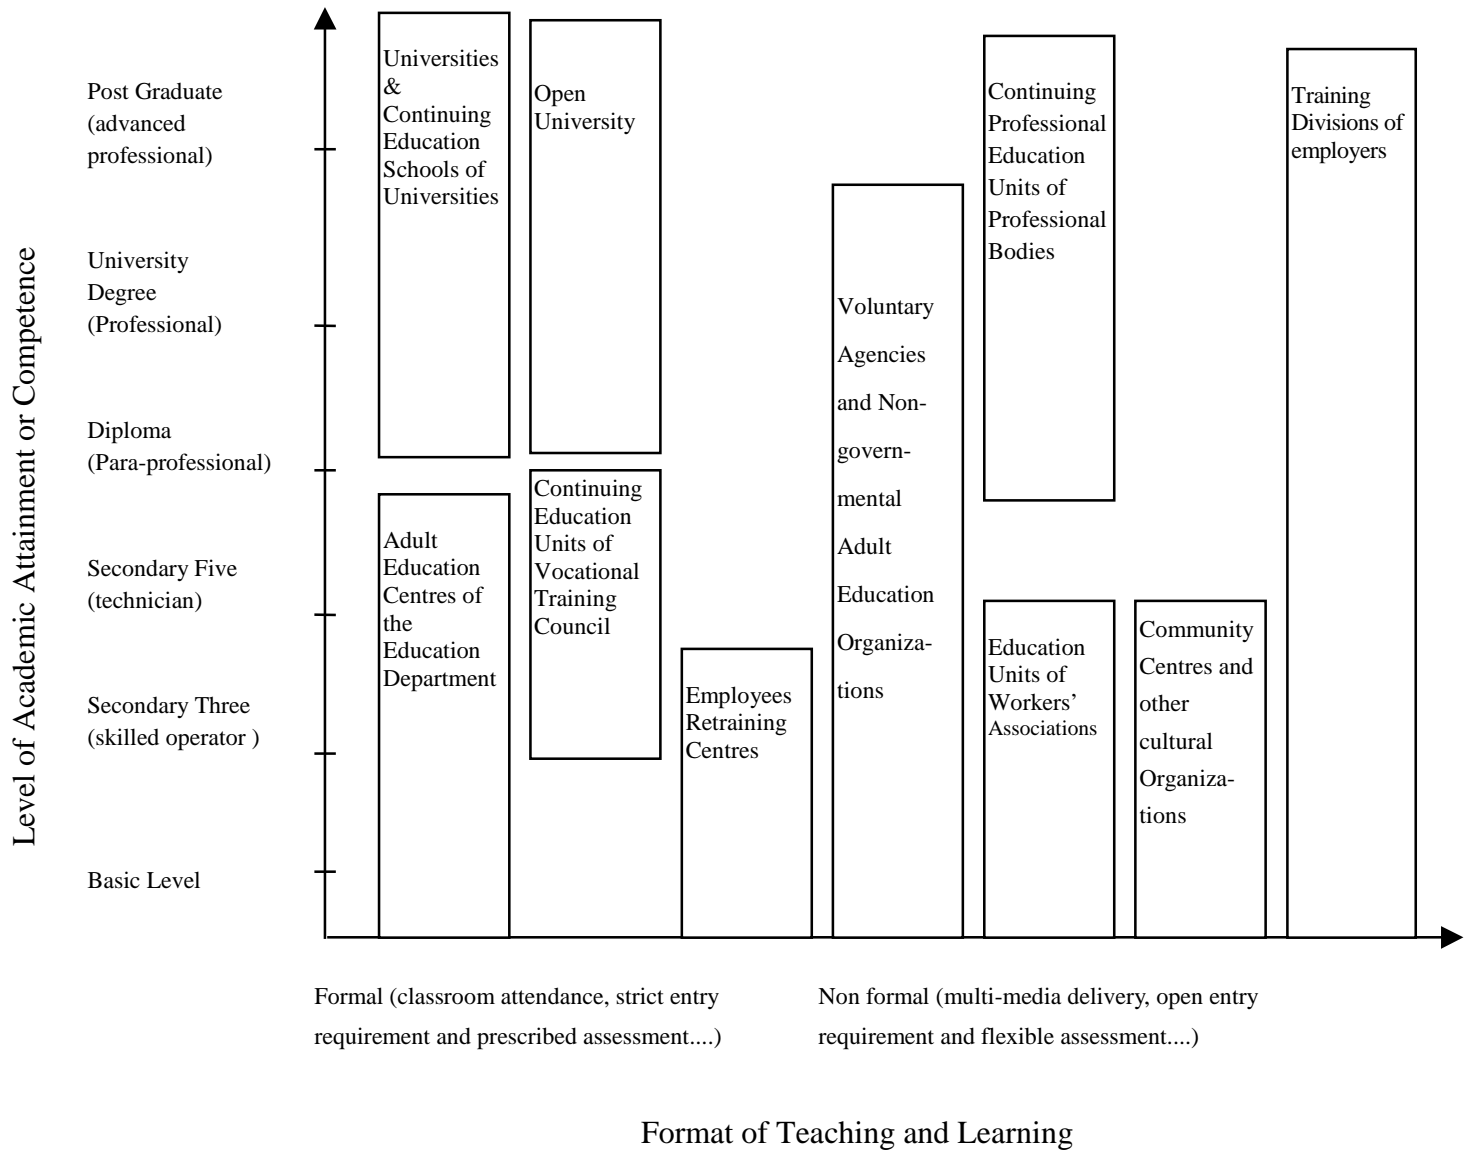 Level of Academic Attainment or Competence
Post Graduate
(advanced
professional)
University
Degree
(Professional)
Diploma
(Para-professional)
Secondary Five
(technician)
Secondary Three
(skilled operator )
Basic Level
Universities
&
Continuing
Education
Schools of
Universities
Open
University
Adult
Education
Centres of
the
Education
Department
Continuing
Education
Units of
Vocational
Training
Council
Employees
Retraining
Centres
Voluntary
Agencies
and Non-
govern-
mental
Adult
Education
Organiza-
tions
Continuing
Professional
Education
Units of
Professional
Bodies
Education
Units of
Workers’
Associations
Community
Centres and
other
cultural
Organiza-
tions
Training
Divisions of
employers
Formal (classroom attendance, strict entry
requirement and prescribed assessment....)
Non formal (multi-media delivery, open entry
requirement and flexible assessment....)
Format of Teaching and Learning